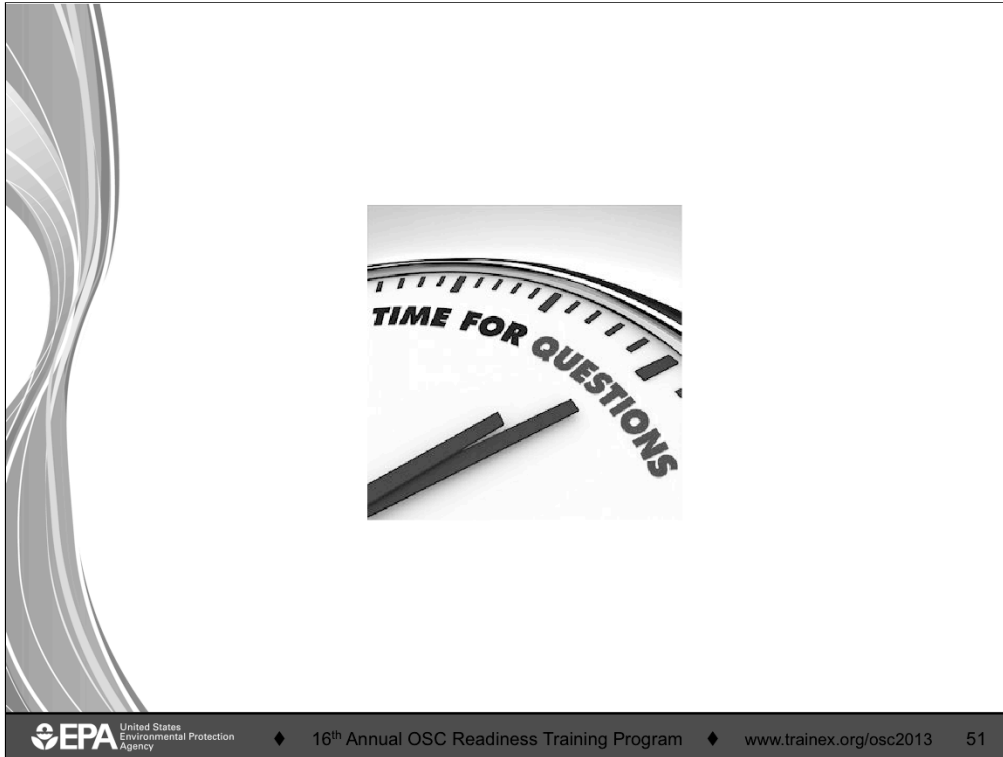 TIME FOR QUESTIONS
EPA United States
Environmental Protection
Agency
♦ 16th Annual OSC Readiness Training Program ♦ www.trainex.org/osc2013 51